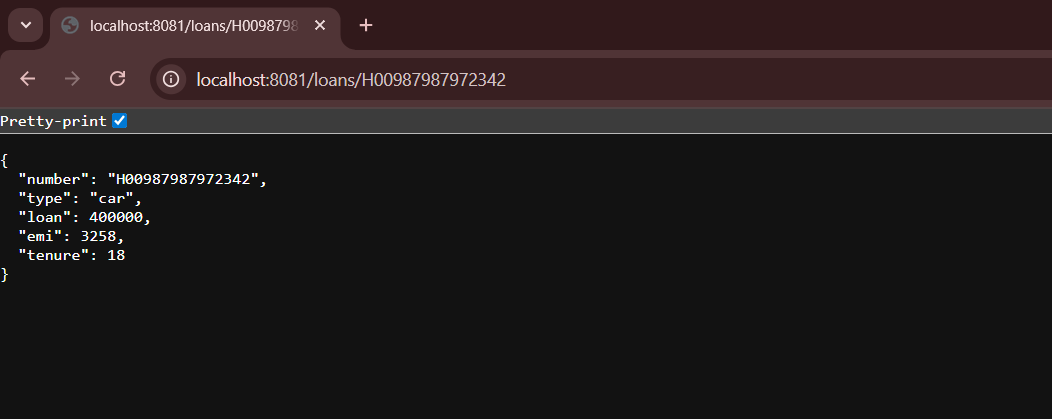 localhost:8081/loans/H0098798
localhost:8081/loans/H00987987972342
Pretty-print
{
  "number": "H00987987972342",
  "type": "car",
  "loan": 400000,
  "emi": 3258,
  "tenure": 18
}